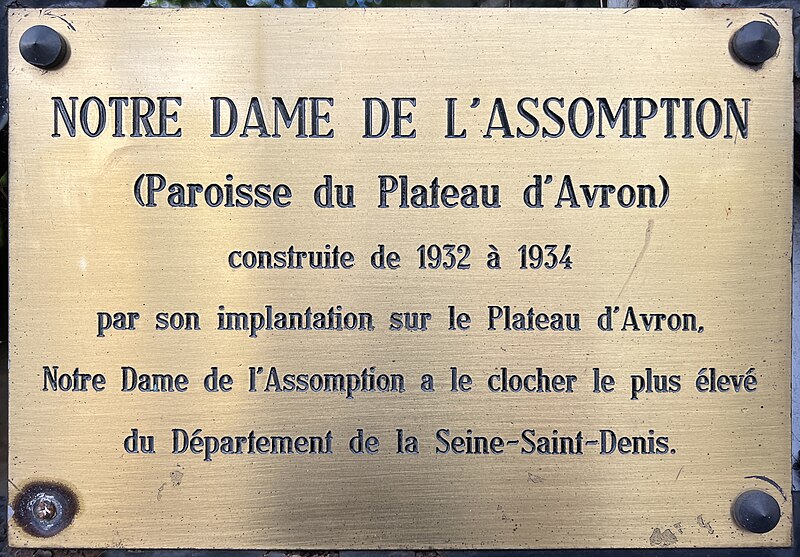 NOTRE DAME DE L'ASSOMPTION
(Paroisse du Plateau d'Avron)
construite de 1932 à 1934
par son implantation sur le Plateau d'Avron,
Notre Dame de l'Assomption a le clocher le plus élevé
du Département de la Seine-Saint-Denis.